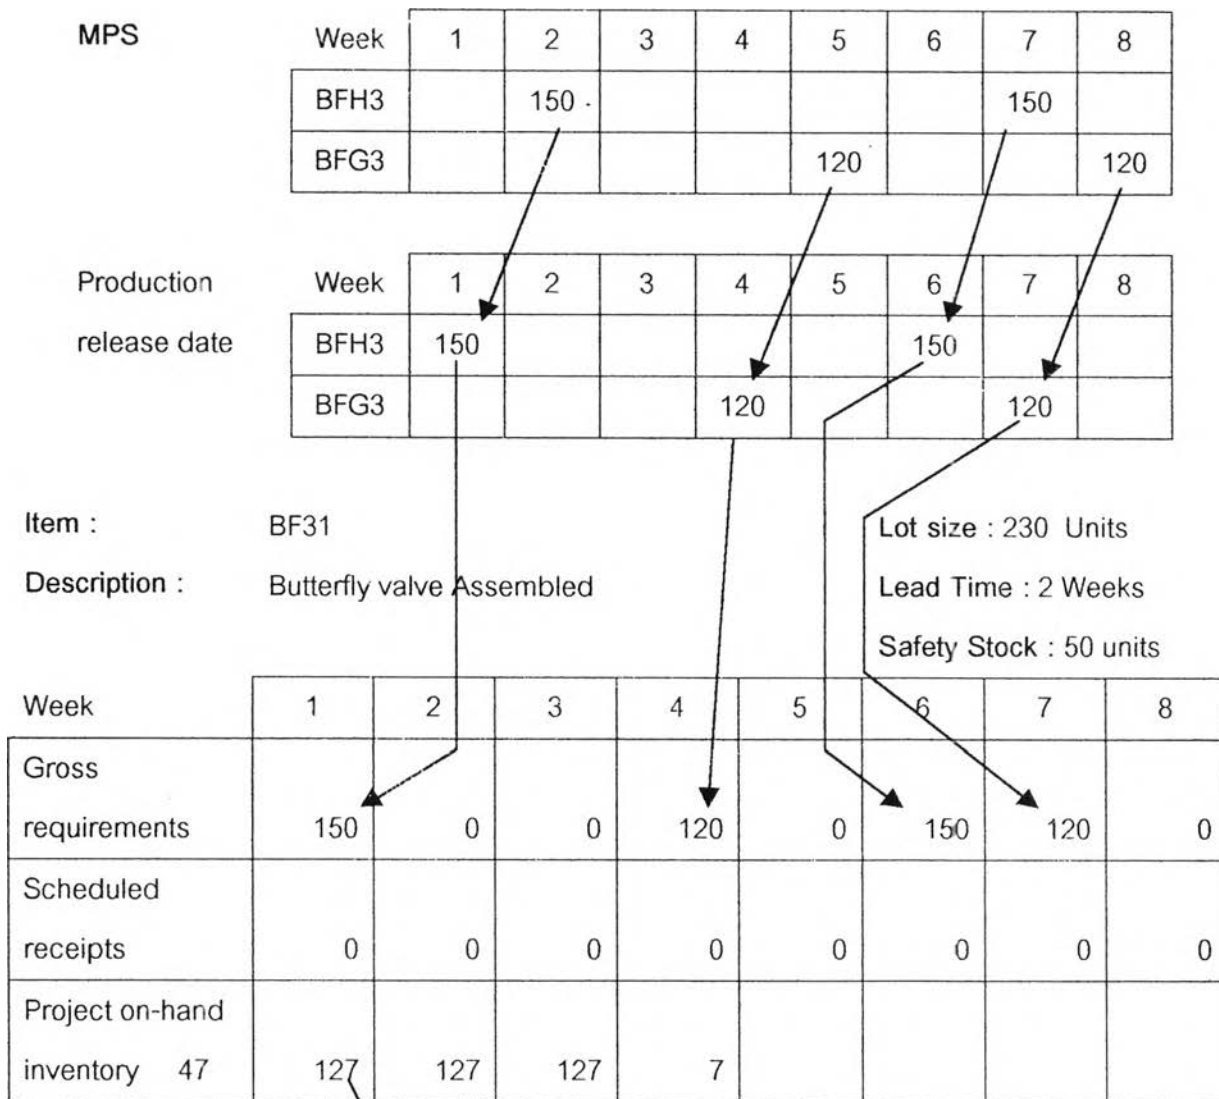 MPS Week 1 2 3 4 5 6 7 8
BFH3 150 150
BFG3 120 120
Production Week 1 2 3 4 5 6 7 8
release date BFH3 150 150
BFG3 120 120
Item : BF31 Lot size : 230 Units
Description : Butterfly valve Assembled Lead Time : 2 Weeks
Safety Stock : 50 units
Week 1 2 3 4 5 6 7 8
Gross
requirements 150 0 0 120 0 150 120 0
Scheduled
receipts 0 0 0 0 0 0 0 0
Project on-hand
inventory 47 127 127 127 7